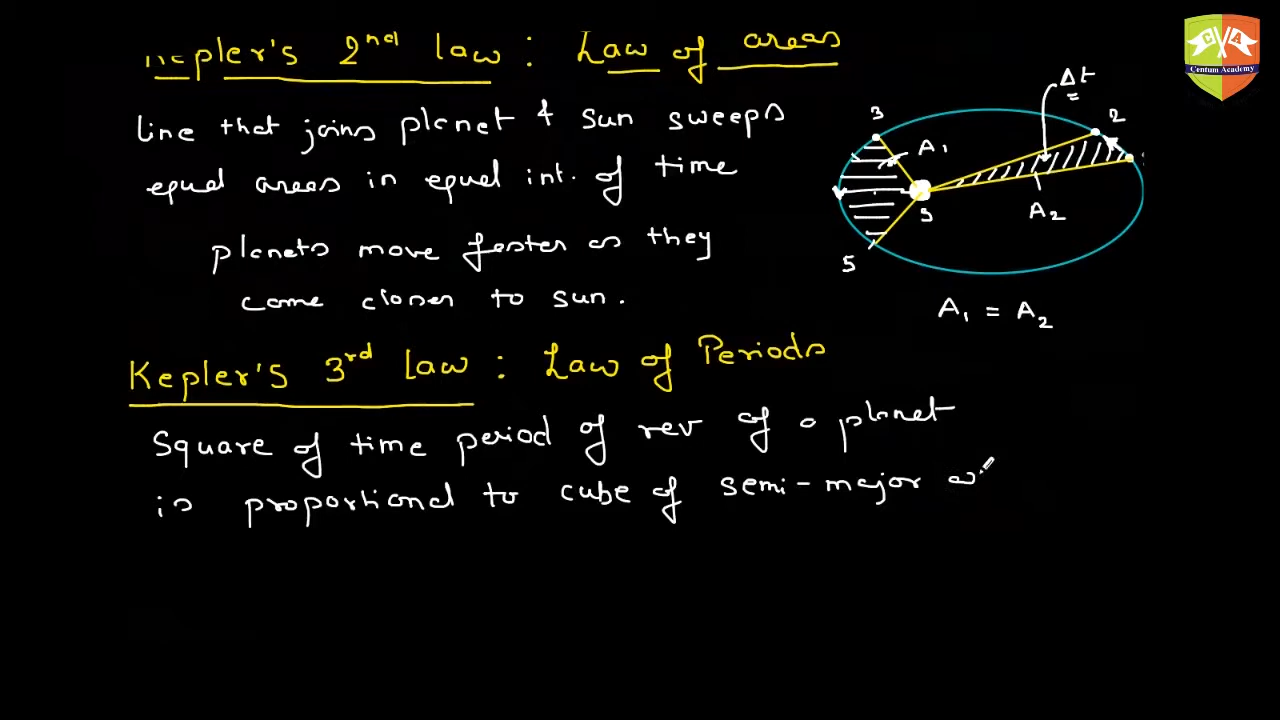 Kepler's 2nd law : Law of areas
Line that joins planet & sun sweeps
equal areas in equal int. of time
planets move faster as they
come closer to sun.
Δt
3
2
A1
S
A2
5
A1 = A2
Kepler's 3rd law : Law of Periods
Square of time period of rev of a planet
is proportional to cube of semi-major
C A
Centum Academy